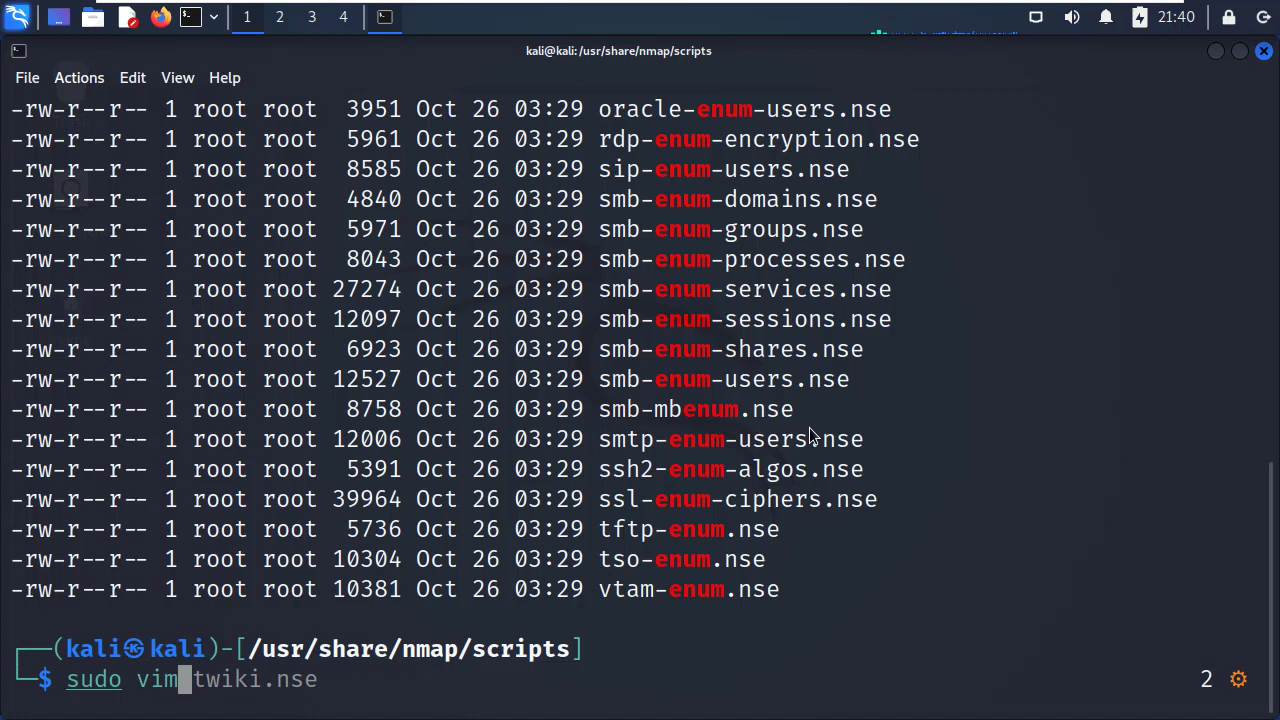 1 2 3 4 21:40
kali@kali:/usr/share/nmap/scripts
File Actions Edit View Help
-rw-r--r-- 1 root root 3951 Oct 26 03:29 oracle-enum-users.nse
-rw-r--r-- 1 root root 5961 Oct 26 03:29 rdp-enum-encryption.nse
-rw-r--r-- 1 root root 8585 Oct 26 03:29 sip-enum-users.nse
-rw-r--r-- 1 root root 4840 Oct 26 03:29 smb-enum-domains.nse
-rw-r--r-- 1 root root 5971 Oct 26 03:29 smb-enum-groups.nse
-rw-r--r-- 1 root root 8043 Oct 26 03:29 smb-enum-processes.nse
-rw-r--r-- 1 root root 27274 Oct 26 03:29 smb-enum-services.nse
-rw-r--r-- 1 root root 12097 Oct 26 03:29 smb-enum-sessions.nse
-rw-r--r-- 1 root root 6923 Oct 26 03:29 smb-enum-shares.nse
-rw-r--r-- 1 root root 12527 Oct 26 03:29 smb-enum-users.nse
-rw-r--r-- 1 root root 8758 Oct 26 03:29 smb-mbenum.nse
-rw-r--r-- 1 root root 12006 Oct 26 03:29 smtp-enum-users.nse
-rw-r--r-- 1 root root 5391 Oct 26 03:29 ssh2-enum-algos.nse
-rw-r--r-- 1 root root 39964 Oct 26 03:29 ssl-enum-ciphers.nse
-rw-r--r-- 1 root root 5736 Oct 26 03:29 tftp-enum.nse
-rw-r--r-- 1 root root 10304 Oct 26 03:29 tso-enum.nse
-rw-r--r-- 1 root root 10381 Oct 26 03:29 vtam-enum.nse
┌──(kali㉿kali)-[/usr/share/nmap/scripts]
└─$ sudo vim twiki.nse 2 ⚙